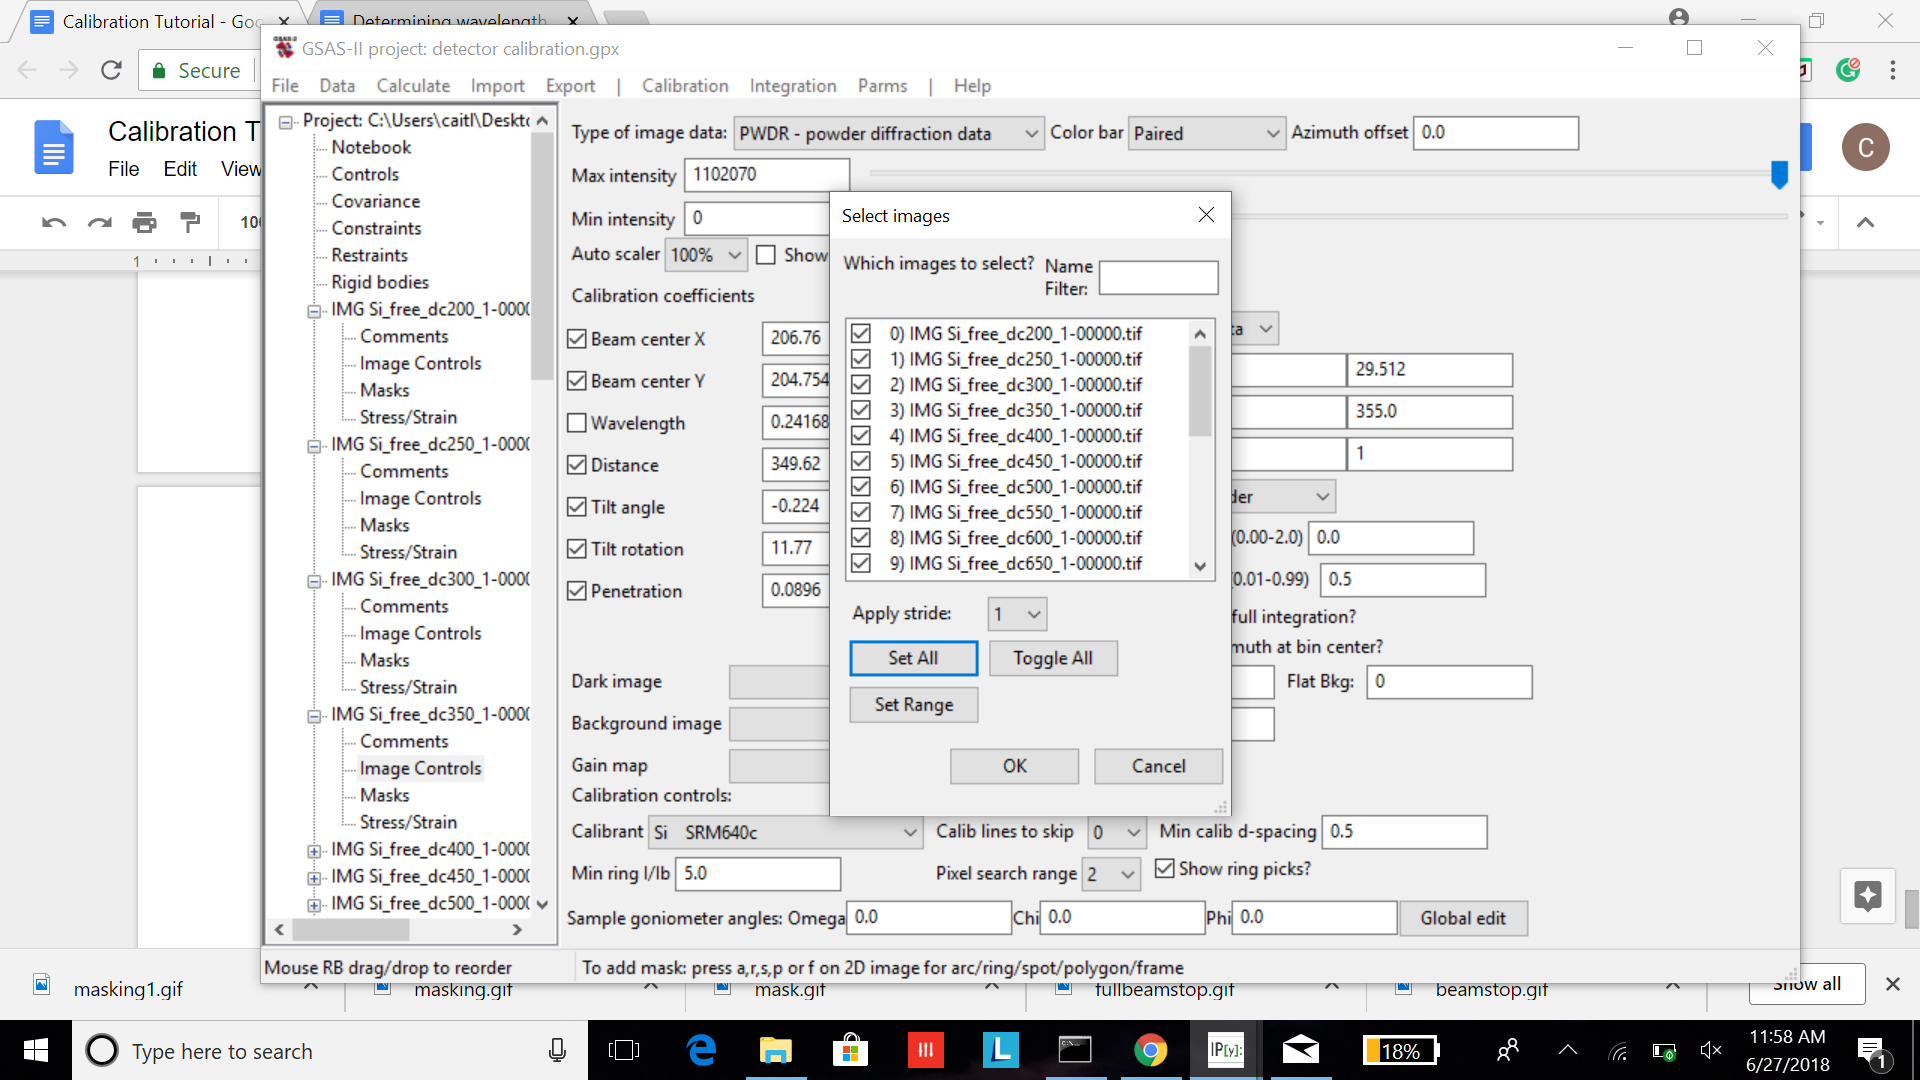 Calibration Tutorial - Goo
Determining wavelength
Secure
Calibration T
File Edit View
C
GSAS-II project: detector calibration.gpx
File Data Calculate Import Export | Calibration Integration Parms | Help
Project: C:\Users\caitl\Deskto
Notebook
Controls
Covariance
Constraints
Restraints
Rigid bodies
IMG Si_free_dc200_1-0000
Comments
Image Controls
Masks
Stress/Strain
IMG Si_free_dc250_1-0000
Comments
Image Controls
Masks
Stress/Strain
IMG Si_free_dc300_1-0000
Comments
Image Controls
Masks
Stress/Strain
IMG Si_free_dc350_1-0000
Comments
Image Controls
Masks
Stress/Strain
IMG Si_free_dc400_1-0000
IMG Si_free_dc450_1-0000
IMG Si_free_dc500_1-0000
Type of image data: PWDR - powder diffraction data Color bar Paired Azimuth offset 0.0
Max intensity 1102070
Min intensity 0
Auto scaler 100% Show
Calibration coefficients
Beam center X 206.76
Beam center Y 204.754
Wavelength 0.24168
Distance 349.62
Tilt angle -0.224
Tilt rotation 11.77
Penetration 0.0896
Dark image
Background image
Gain map
Calibration controls:
Calibrant Si SRM640c Calib lines to skip 0 Min calib d-spacing 0.5
Min ring I/Ib 5.0 Pixel search range 2 Show ring picks?
Sample goniometer angles: Omega 0.0 Chi 0.0 Phi 0.0 Global edit
29.512
355.0
1
(0.00-2.0) 0.0
(0.01-0.99) 0.5
full integration?
muth at bin center?
Flat Bkg: 0
Select images
Which images to select? Name Filter:
0) IMG Si_free_dc200_1-00000.tif
1) IMG Si_free_dc250_1-00000.tif
2) IMG Si_free_dc300_1-00000.tif
3) IMG Si_free_dc350_1-00000.tif
4) IMG Si_free_dc400_1-00000.tif
5) IMG Si_free_dc450_1-00000.tif
6) IMG Si_free_dc500_1-00000.tif
7) IMG Si_free_dc550_1-00000.tif
8) IMG Si_free_dc600_1-00000.tif
9) IMG Si_free_dc650_1-00000.tif
Apply stride: 1
Set All Toggle All
Set Range
OK Cancel
Mouse RB drag/drop to reorder To add mask: press a,r,s,p or f on 2D image for arc/ring/spot/polygon/frame
masking1.gif masking.gif mask.gif fullbeamstop.gif beamstop.gif Show all
Type here to search
IP[y]:
18%
11:58 AM
6/27/2018
1